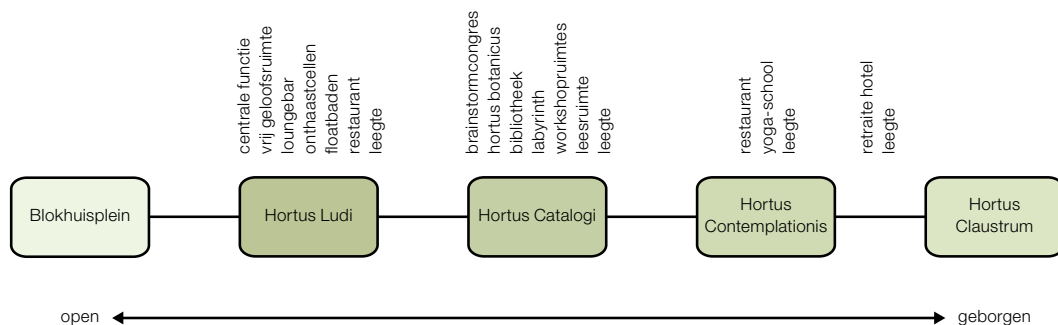 centrale functie
vrij geloofsruimte
loungebar
onthaastcellen
floatbaden
restaurant
leegte
brainstormcongres
hortus botanicus
bibliotheek
labyrinth
workshopruimtes
leesruimte
leegte
restaurant
yoga-school
leegte
retraite hotel
leegte
Blokhuisplein
Hortus Ludi
Hortus Catalogi
Hortus
Contemplationis
Hortus
Claustrum
open
geborgen